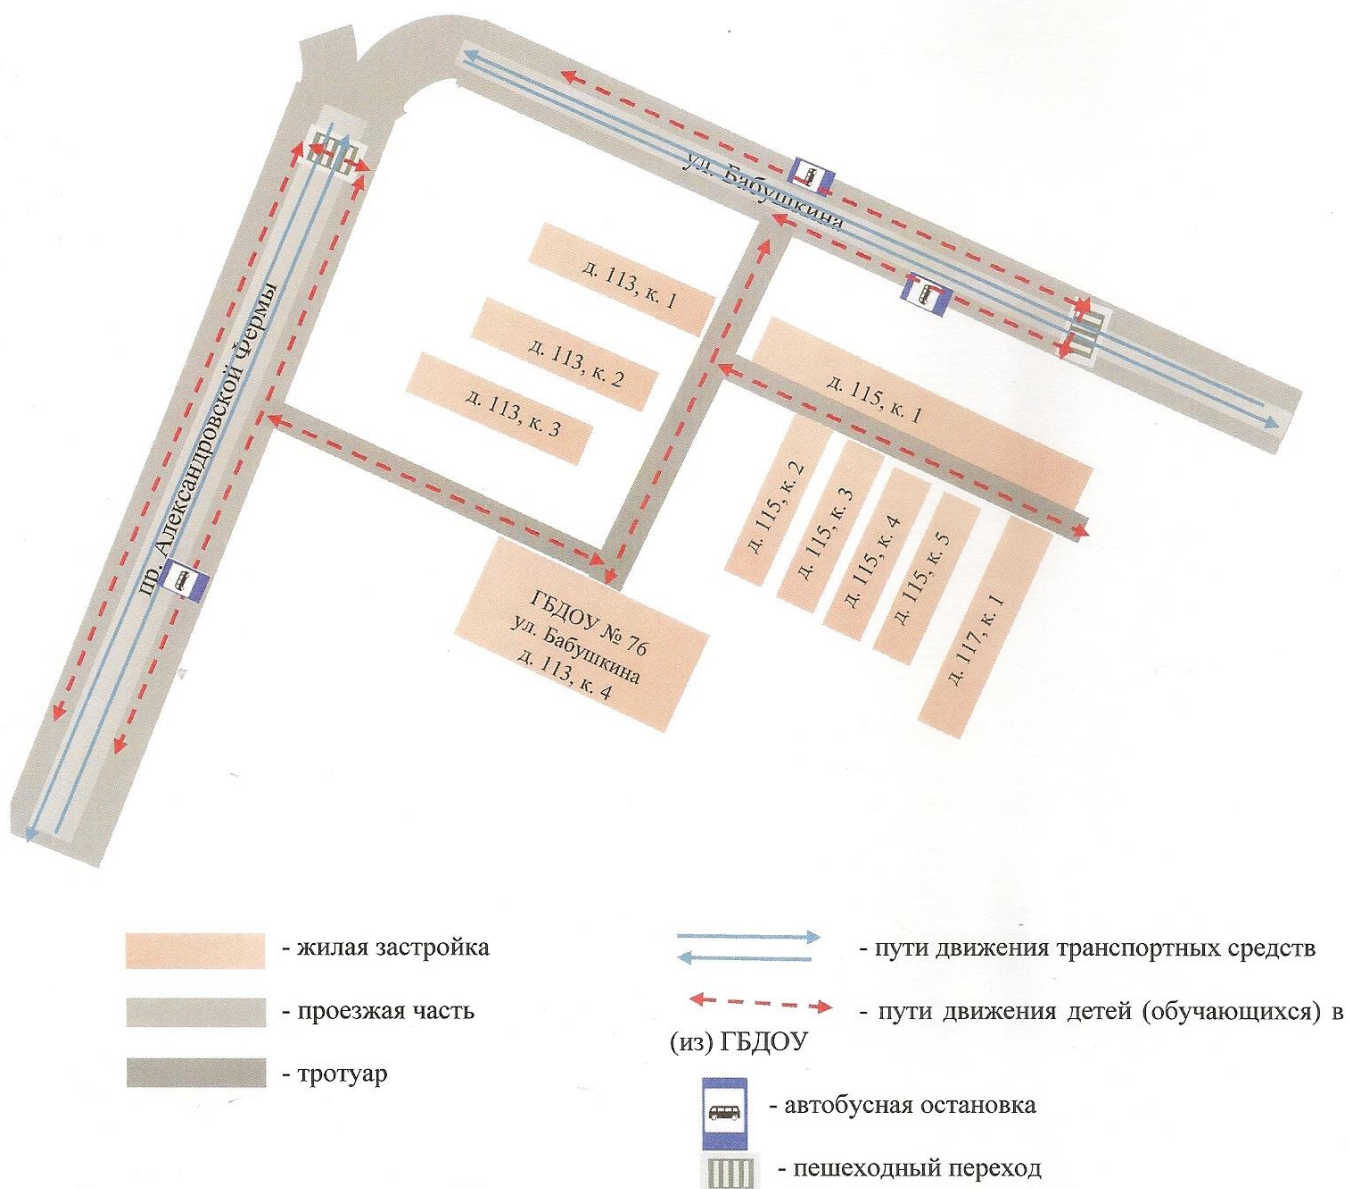 ул. Бабушкина
пр. Александровской Фермы
д. 113, к. 1
д. 113, к. 2
д. 113, к. 3
д. 115, к. 1
д. 115, к. 2
д. 115, к. 3
д. 115, к. 4
д. 115, к. 5
д. 117, к. 1
ГБДОУ № 76
ул. Бабушкина
д. 113, к. 4
- жилая застройка
- проезжая часть
- тротуар
- пути движения транспортных средств
- пути движения детей (обучающихся) в
(из) ГБДОУ
- автобусная остановка
- пешеходный переход